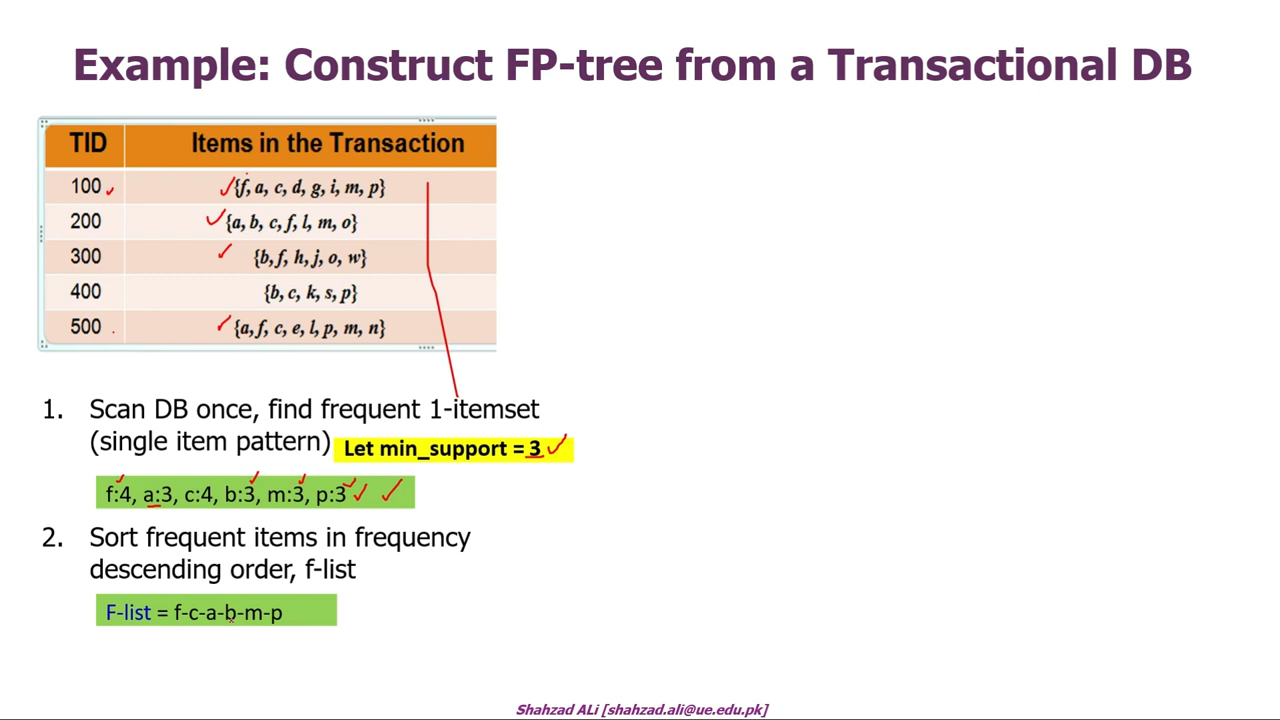 Example: Construct FP-tree from a Transactional DB
TID Items in the Transaction
100 {f, a, c, d, g, i, m, p}
200 {a, b, c, f, l, m, o}
300 {b, f, h, j, o, w}
400 {b, c, k, s, p}
500 {a, f, c, e, l, p, m, n}
1. Scan DB once, find frequent 1-itemset
(single item pattern) Let min_support = 3
f:4, a:3, c:4, b:3, m:3, p:3
2. Sort frequent items in frequency
descending order, f-list
F-list = f-c-a-b-m-p
Shahzad ALi [shahzad.ali@ue.edu.pk]